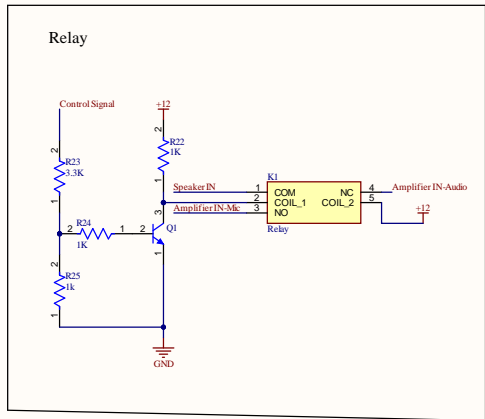 Relay
Control Signal
+12
2
R22
1K
1
2
R23
3.3K
1
K1
Speaker IN
1
COM
NC
4
Amplifier IN-Audio
2
COIL_1
COIL_2
5
Amplifier IN-Mic
3
NO
+12
Relay
3
R24
2
1
2
Q1
1K
1
2
R25
1k
1
GND